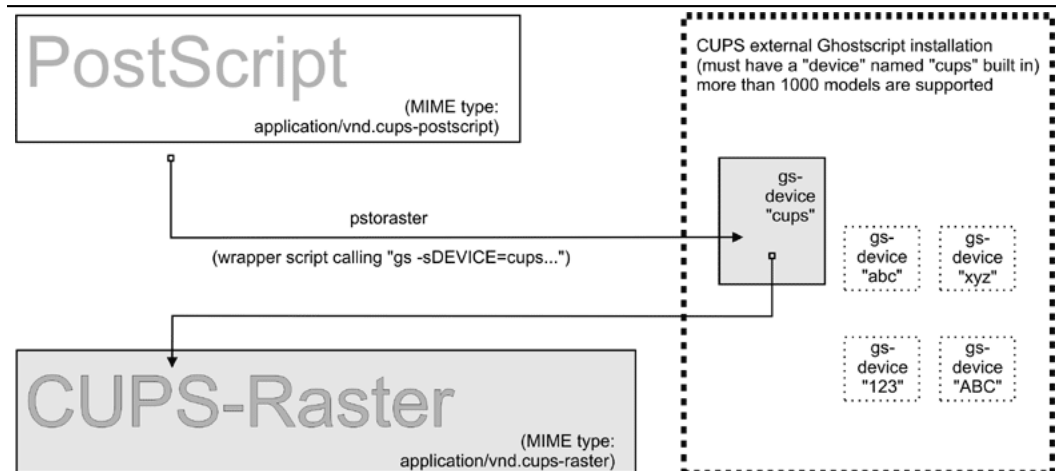 PostScript
(MIME type:
application/vnd.cups-postscript)
CUPS external Ghostscript installation
(must have a "device" named "cups" built in)
more than 1000 models are supported
gs-
device
"cups"
pstoraster
(wrapper script calling "gs -sDEVICE=cups...")
gs-
device
"abc"
gs-
device
"xyz"
gs-
device
"123"
gs-
device
"ABC"
CUPS-Raster
(MIME type:
application/vnd.cups-raster)